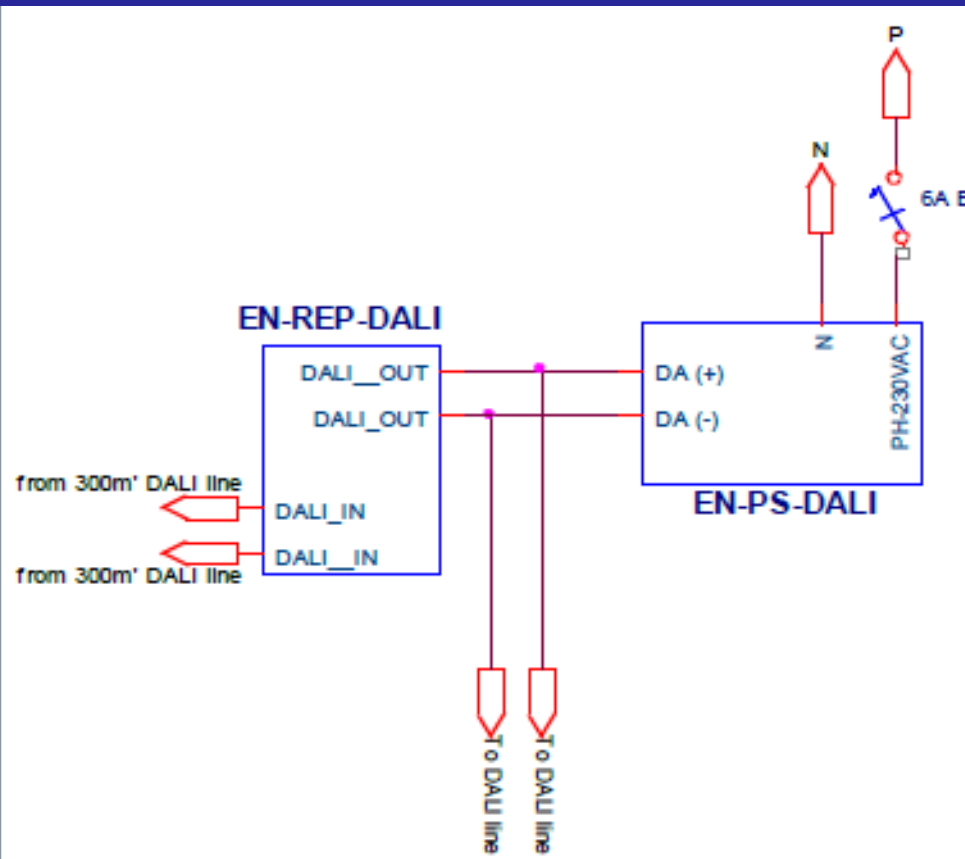 P
N
6A
EN-REP-DALI
DALI__OUT
DALI_OUT
DALI_IN
DALI__IN
from 300m' DALI line
from 300m' DALI line
N
PH-230VAC
DA (+)
DA (-)
EN-PS-DALI
To DALI line
To DALI line